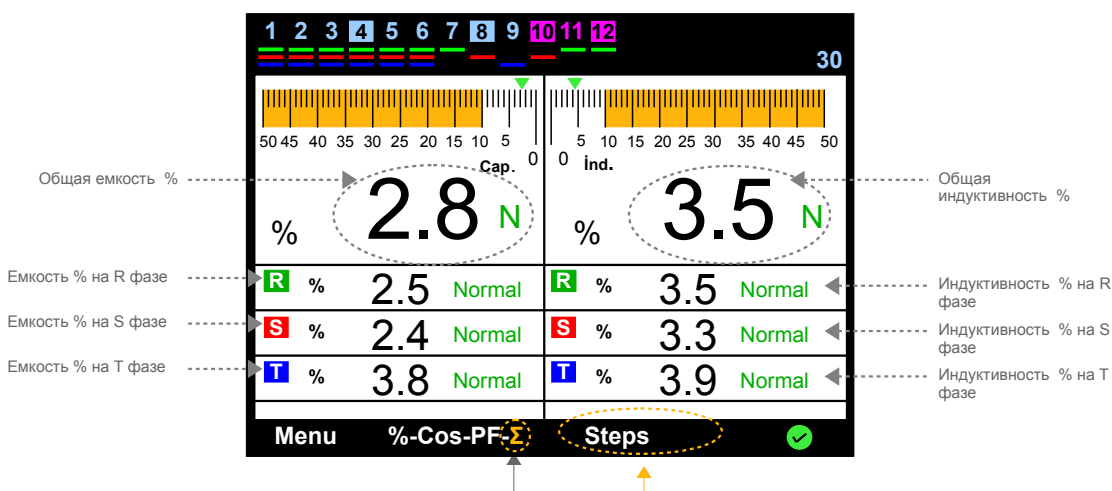 1 2 3 4 5 6 7 8 9 10 11 12
30
50 45 40 35 30 25 20 15 10 5 0
0 5 10 15 20 25 30 35 40 45 50
Cap.
İnd.
Общая емкость %
% 2.8 N
% 3.5 N
Общая
индуктивность %
Емкость % на R фазе
R % 2.5 Normal
R % 3.5 Normal
Индуктивность % на R
фазе
Емкость % на S фазе
S % 2.4 Normal
S % 3.3 Normal
Индуктивность % на S
фазе
Емкость % на T фазе
T % 3.8 Normal
T % 3.9 Normal
Индуктивность % на T
фазе
Menu %-Cos-PF-Σ Steps